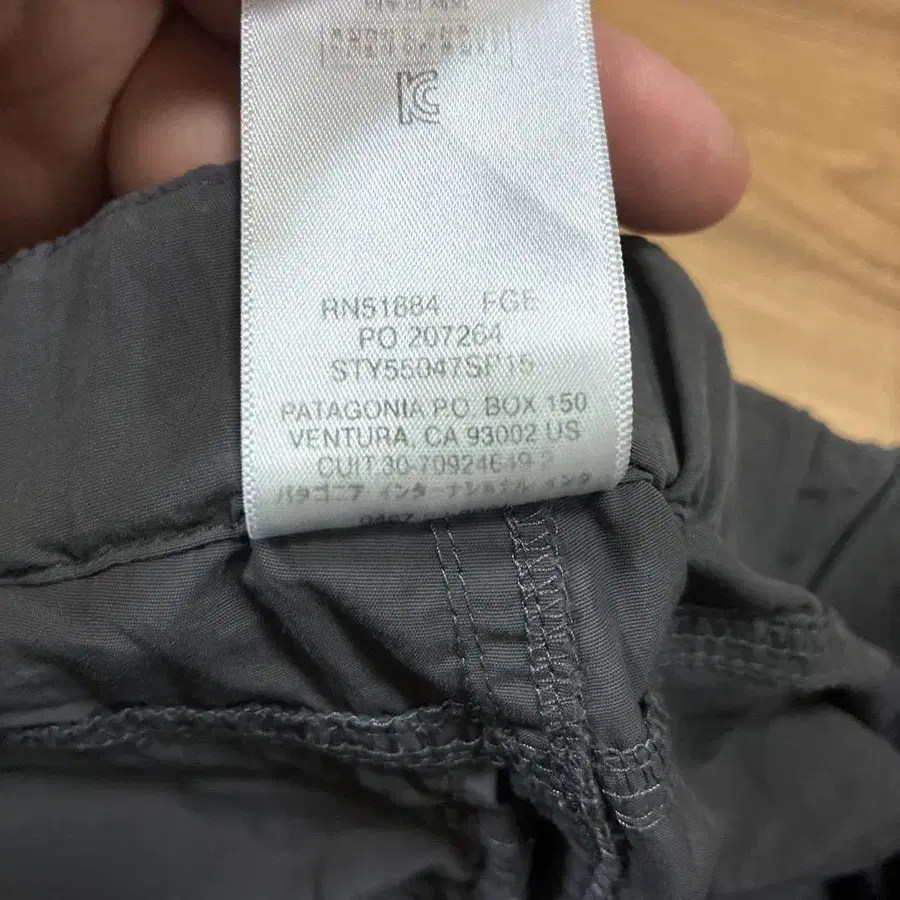 RN51884 FGE
PO 207264
STY55047SP15
PATAGONIA P.O. BOX 150
VENTURA, CA 93002 US
CUIT 30-70924649-2
パタゴニア・インターナショナル・インク